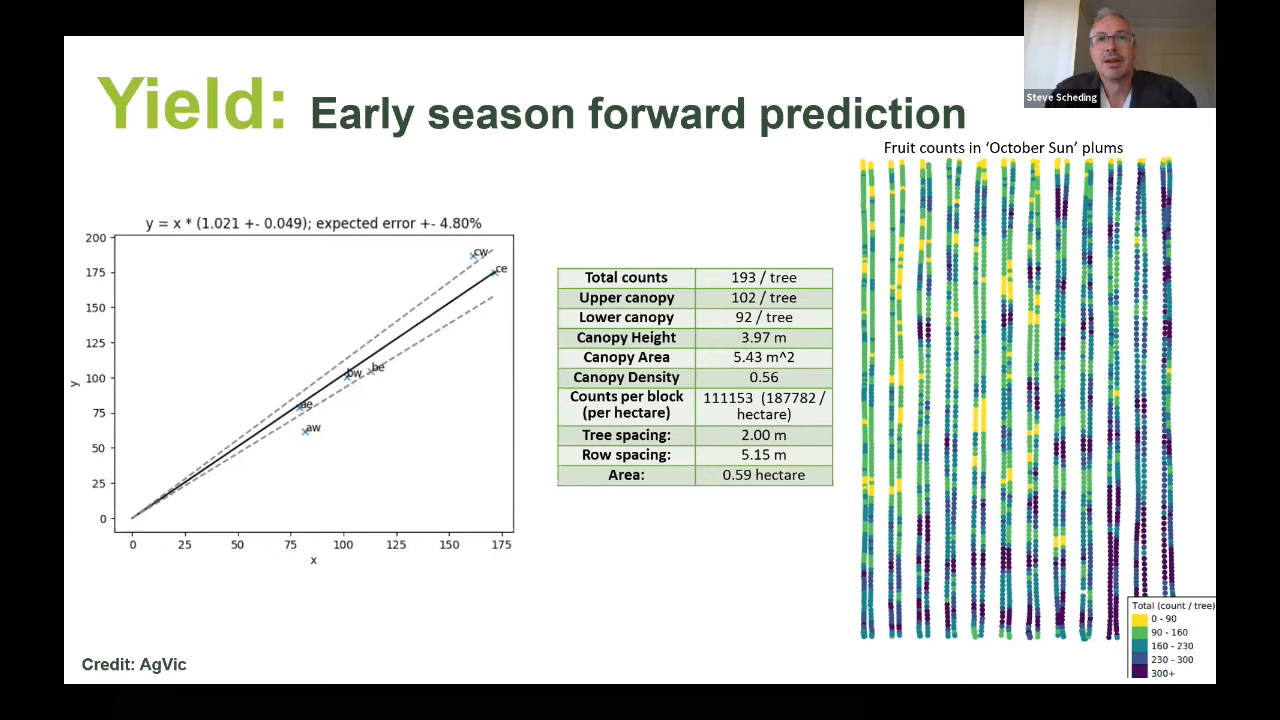 Steve Scheding
Yield: Early season forward prediction
Fruit counts in ‘October Sun’ plums
y = x * (1.021 +- 0.049); expected error +- 4.80%
200
175
150
125
100
75
50
25
0
y
cw
ce
bw
be
ae
aw
0 25 50 75 100 125 150 175
x
Total counts 193 / tree
Upper canopy 102 / tree
Lower canopy 92 / tree
Canopy Height 3.97 m
Canopy Area 5.43 m^2
Canopy Density 0.56
Counts per block 111153 (187782 /
(per hectare) hectare)
Tree spacing: 2.00 m
Row spacing: 5.15 m
Area: 0.59 hectare
Total (count / tree)
0 - 90
90 - 160
160 - 230
230 - 300
300+
Credit: AgVic